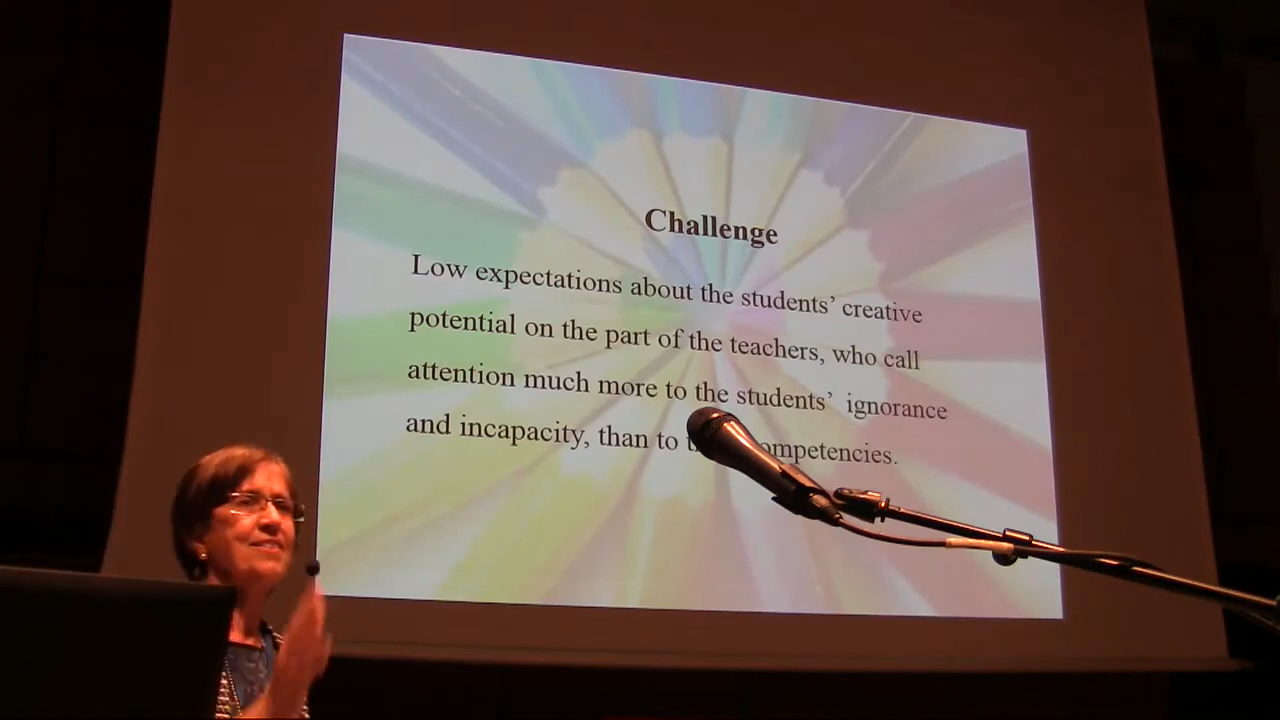 Challenge
Low expectations about the students’ creative
potential on the part of the teachers, who call
attention much more to the students’ ignorance
and incapacity, than to competencies.